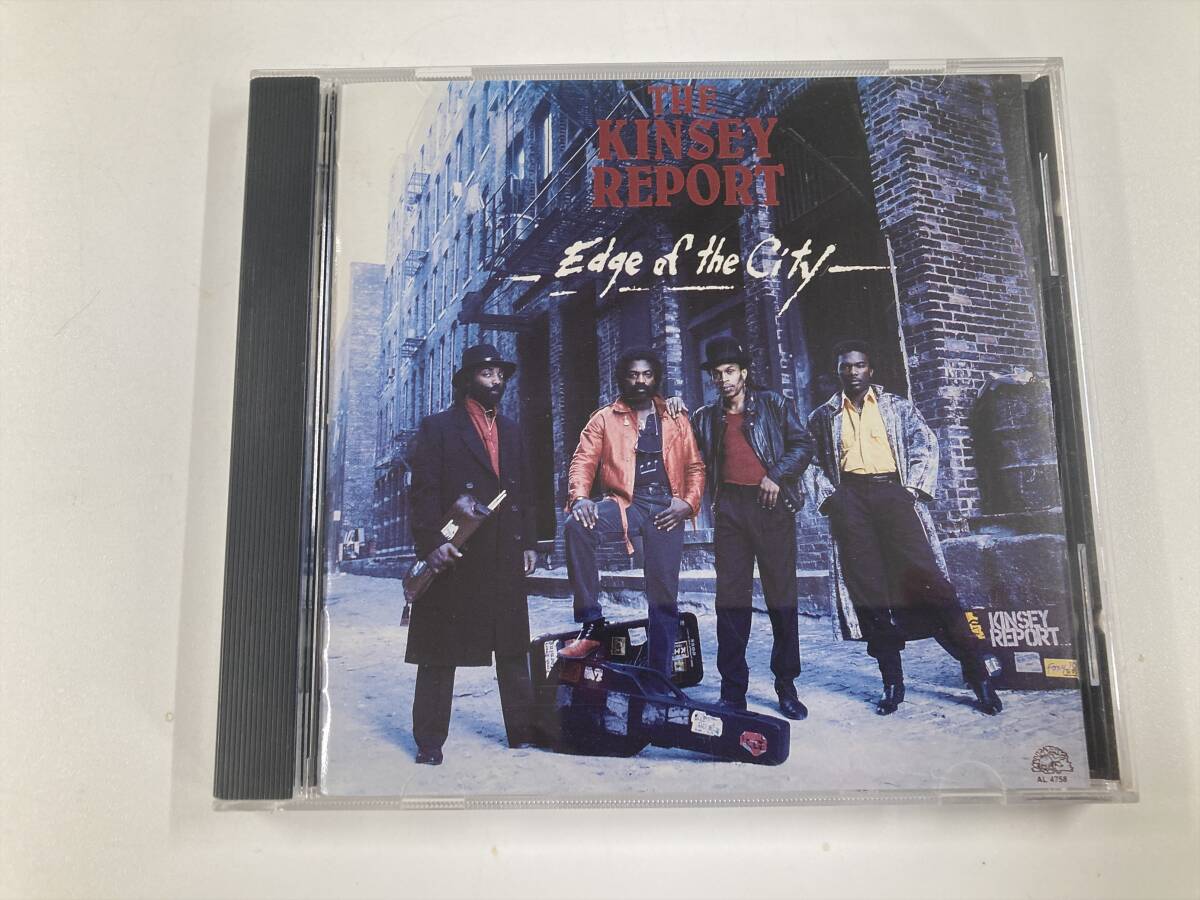 THE
KINSEY
REPORT
Edge of the City
KINSEY
REPORT
AL 4758